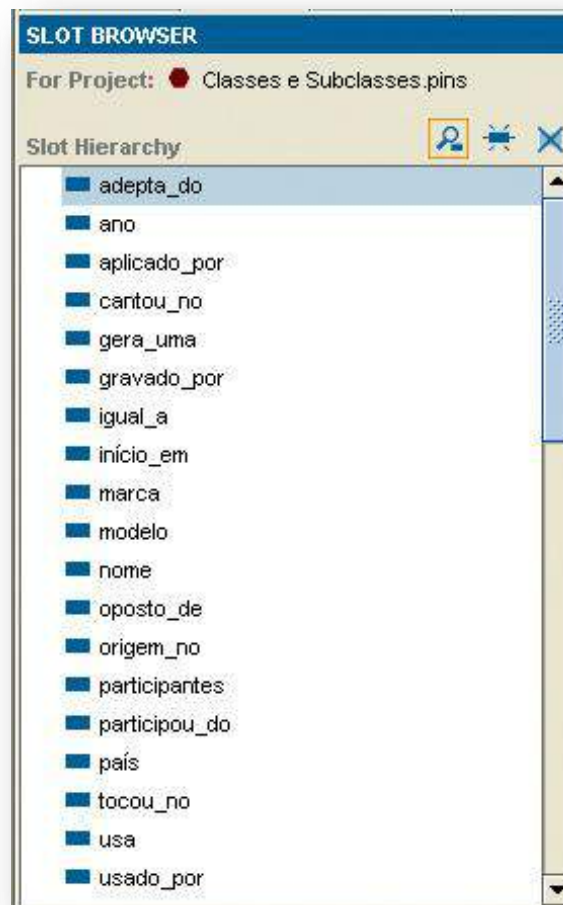 SLOT BROWSER
For Project: Classes e Subclasses.pins
Slot Hierarchy
adepta_do
ano
aplicado_por
cantou_no
gera_uma
gravado_por
igual_a
início_em
marca
modelo
nome
oposto_de
origem_no
participantes
participou_do
país
tocou_no
usa
usado_por